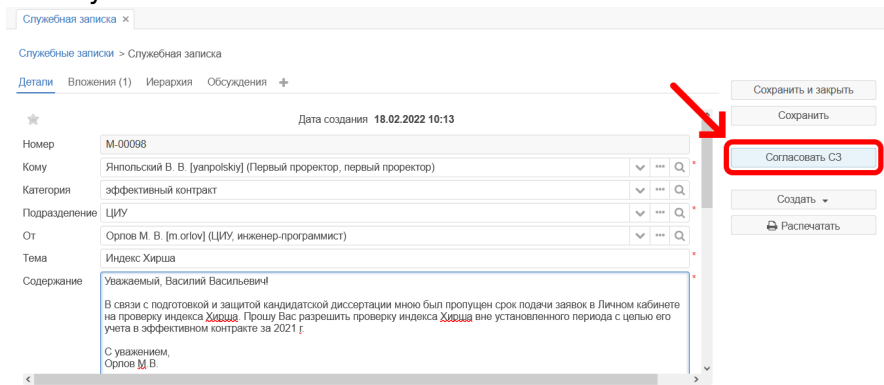 Служебная записка ×
Служебные записки > Служебная записка
Детали Вложения (1) Иерархия Обсуждения +
Сохранить и закрыть
Дата создания 18.02.2022 10:13
Сохранить
Номер М-00098
Согласовать СЗ
Кому Янпольский В. В. [yanpolskiy] (Первый проректор, первый проректор) *
Категория эффективный контракт
Создать
Подразделение ЦИУ *
Распечатать
От Орлов М. В. [m.orlov] (ЦИУ, инженер-программист)
Тема Индекс Хирша *
Содержание Уважаемый, Василий Васильевич! *
В связи с подготовкой и защитой кандидатской диссертации мною был пропущен срок подачи заявок в Личном кабинете
на проверку индекса Хирша. Прошу Вас разрешить проверку индекса Хирша вне установленного периода с целью его
учета в эффективном контракте за 2021 г.
С уважением,
Орлов М.В.